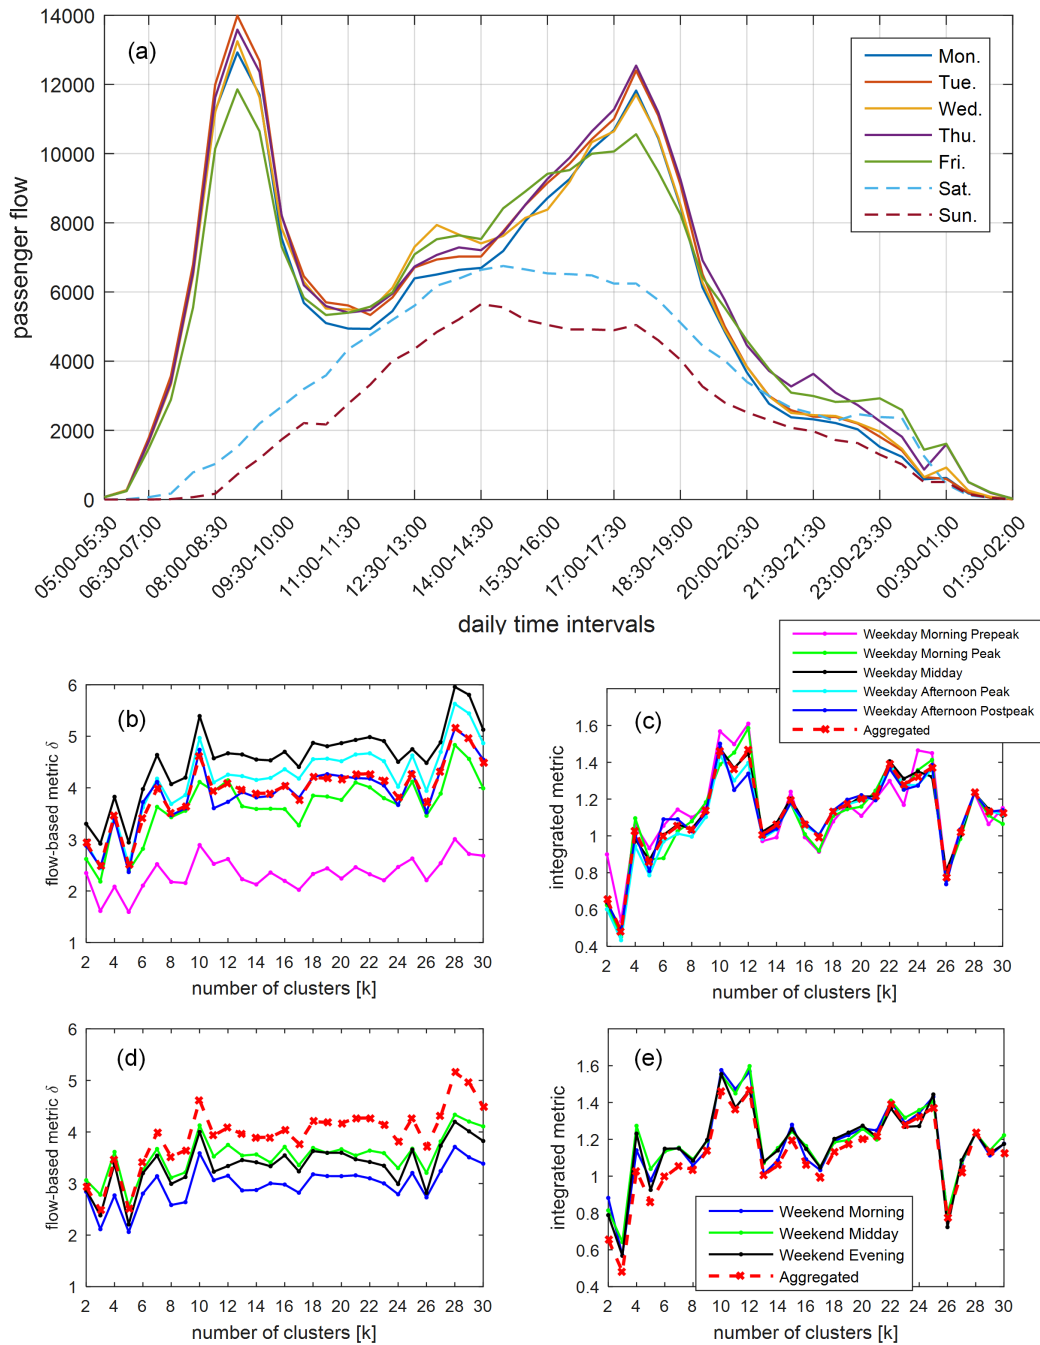 (a)
14000
12000
10000
8000
6000
4000
2000
0
passenger flow
Mon.
Tue.
Wed.
Thu.
Fri.
Sat.
Sun.
05:00-05:30
06:30-07:00
08:00-08:30
09:30-10:00
11:00-11:30
12:30-13:00
14:00-14:30
15:30-16:00
17:00-17:30
18:30-19:00
20:00-20:30
21:30-21:30
23:00-23:30
00:30-01:00
01:30-02:00
daily time intervals
Weekday Morning Prepeak
Weekday Morning Peak
Weekday Midday
Weekday Afternoon Peak
Weekday Afternoon Postpeak
Aggregated
(b)
6
5
4
3
2
1
flow-based metric δ
2 4 6 8 10 12 14 16 18 20 22 24 26 28 30
number of clusters [k]
(c)
1.6
1.4
1.2
1
0.8
0.6
0.4
integrated metric
2 4 6 8 10 12 14 16 18 20 22 24 26 28 30
number of clusters [k]
(d)
6
5
4
3
2
1
flow-based metric δ
2 4 6 8 10 12 14 16 18 20 22 24 26 28 30
number of clusters [k]
(e)
1.6
1.4
1.2
1
0.8
0.6
0.4
integrated metric
Weekend Morning
Weekend Midday
Weekend Evening
Aggregated
2 4 6 8 10 12 14 16 18 20 22 24 26 28 30
number of clusters [k]